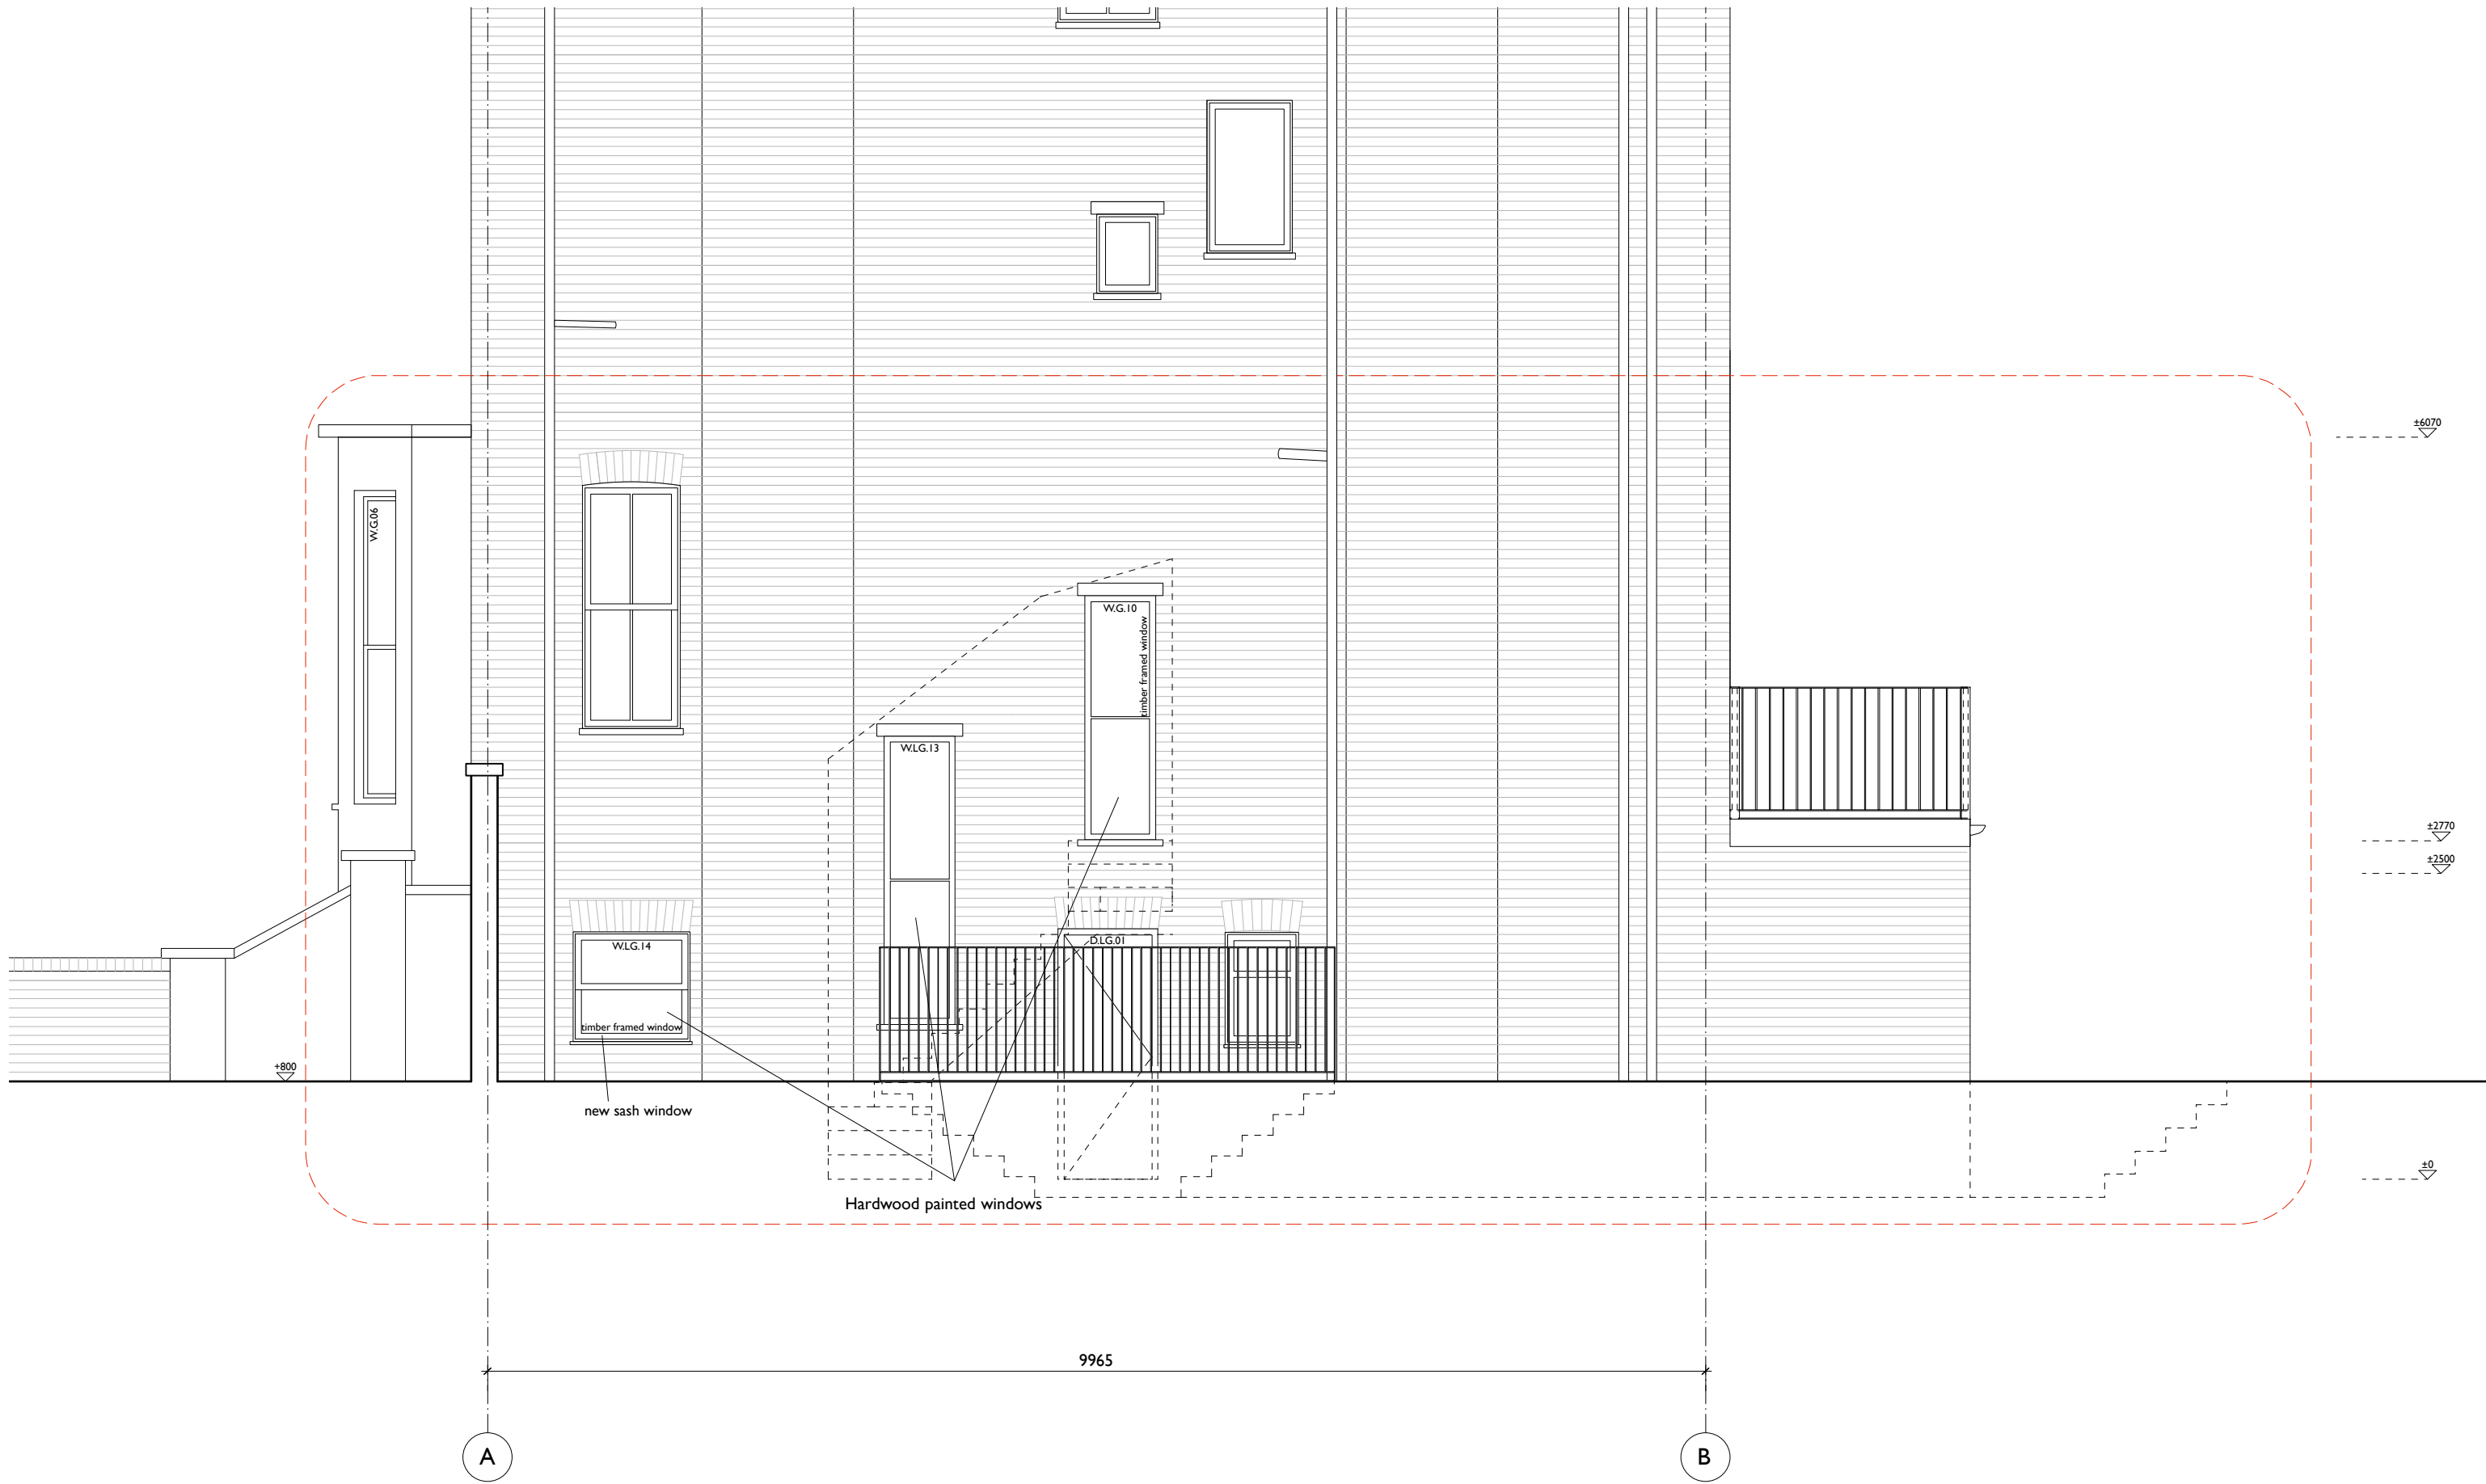 ±6070
W.G.06
W.G.10
timber framed window
W.LG.13
±2770
±2500
D.LG.01
W.LG.14
timber framed window
+800
new sash window
±0
Hardwood painted windows
9965
A
B